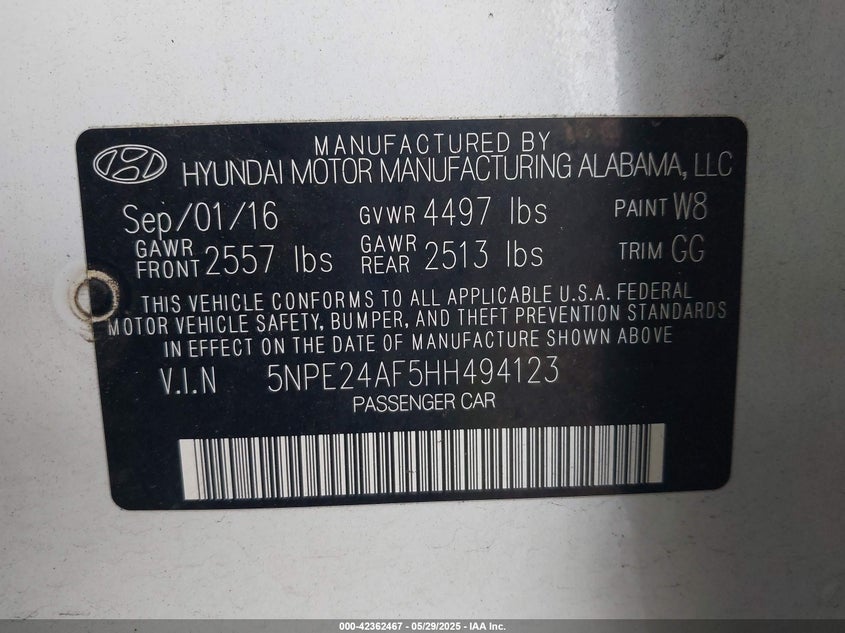 MANUFACTURED BY
HYUNDAI MOTOR MANUFACTURING ALABAMA, LLC
Sep/01/16 GVWR 4497 lbs PAINT W8
GAWR FRONT 2557 lbs GAWR REAR 2513 lbs TRIM GG
THIS VEHICLE CONFORMS TO ALL APPLICABLE U.S.A. FEDERAL
MOTOR VEHICLE SAFETY, BUMPER, AND THEFT PREVENTION STANDARDS
IN EFFECT ON THE DATE OF MANUFACTURE SHOWN ABOVE
V.I.N 5NPE24AF5HH494123
PASSENGER CAR
000-42362467 - 05/29/2025 - IAA Inc.